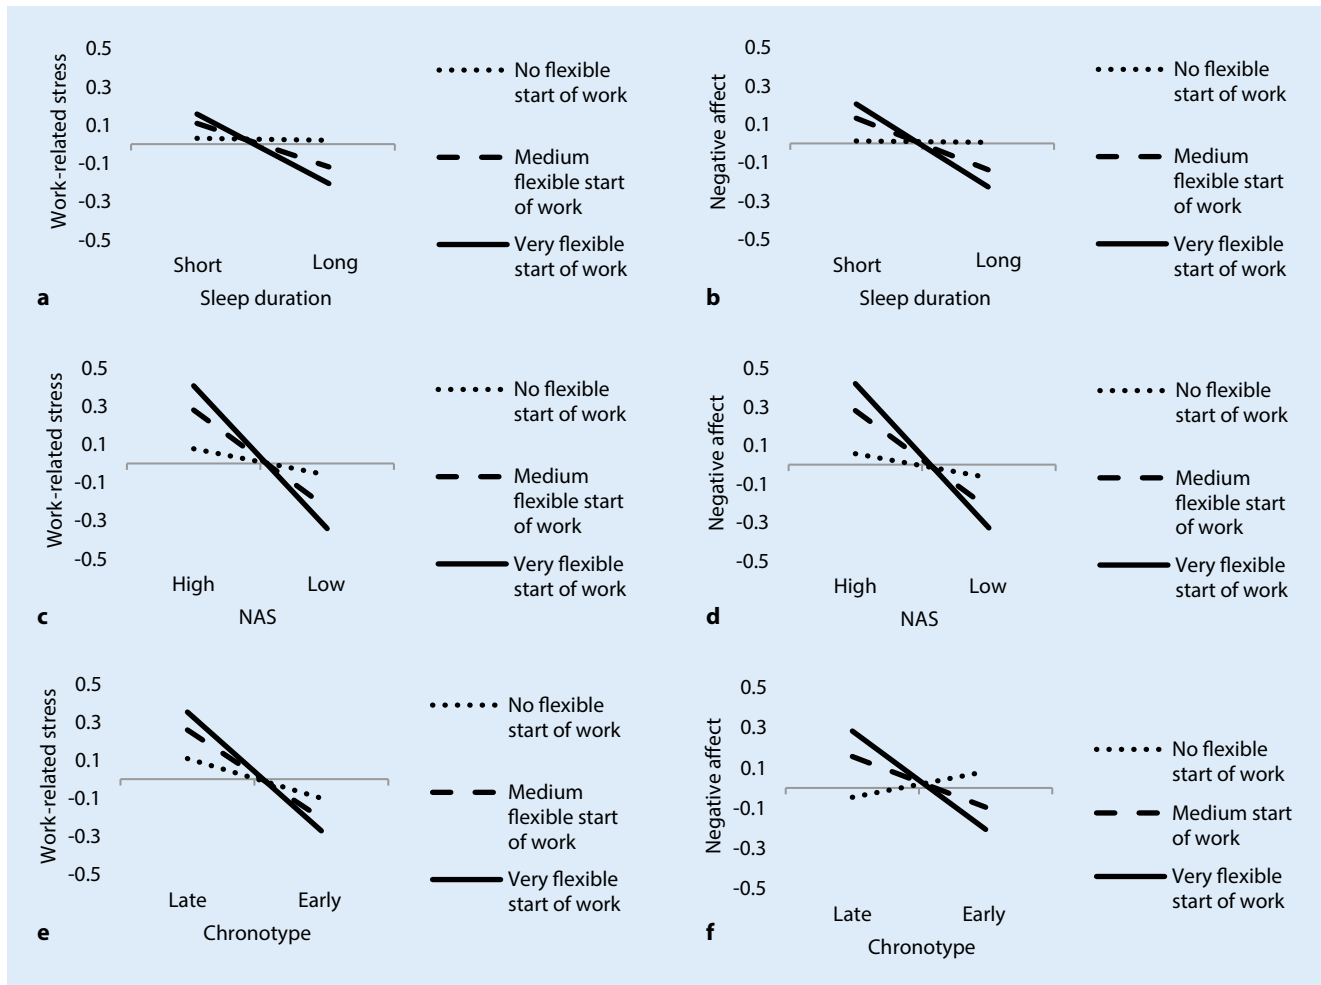 Work-related stress
0.5
0.3
0.1
-0.1
-0.3
-0.5
Short
Long
Sleep duration
No flexible
start of work
Medium
flexible start
of work
Very flexible
start of work
a
Negative affect
0.5
0.3
0.1
-0.1
-0.3
-0.5
Short
Long
Sleep duration
No flexible
start of work
Medium
flexible start
of work
Very flexible
start of work
b
Work-related stress
0.5
0.3
0.1
-0.1
-0.3
-0.5
High
Low
NAS
No flexible
start of work
Medium
flexible start
of work
Very flexible
start of work
c
Negative affect
0.5
0.3
0.1
-0.1
-0.3
-0.5
High
Low
NAS
No flexible
start of work
Medium
flexible start
of work
Very flexible
start of work
d
Work-related stress
0.5
0.3
0.1
-0.1
-0.3
-0.5
Late
Early
Chronotype
No flexible
start of work
Medium
flexible start
of work
Very flexible
start of work
e
Negative affect
0.5
0.3
0.1
-0.1
-0.3
-0.5
Late
Early
Chronotype
No flexible
start of work
Medium start
of work
Very flexible
start of work
f